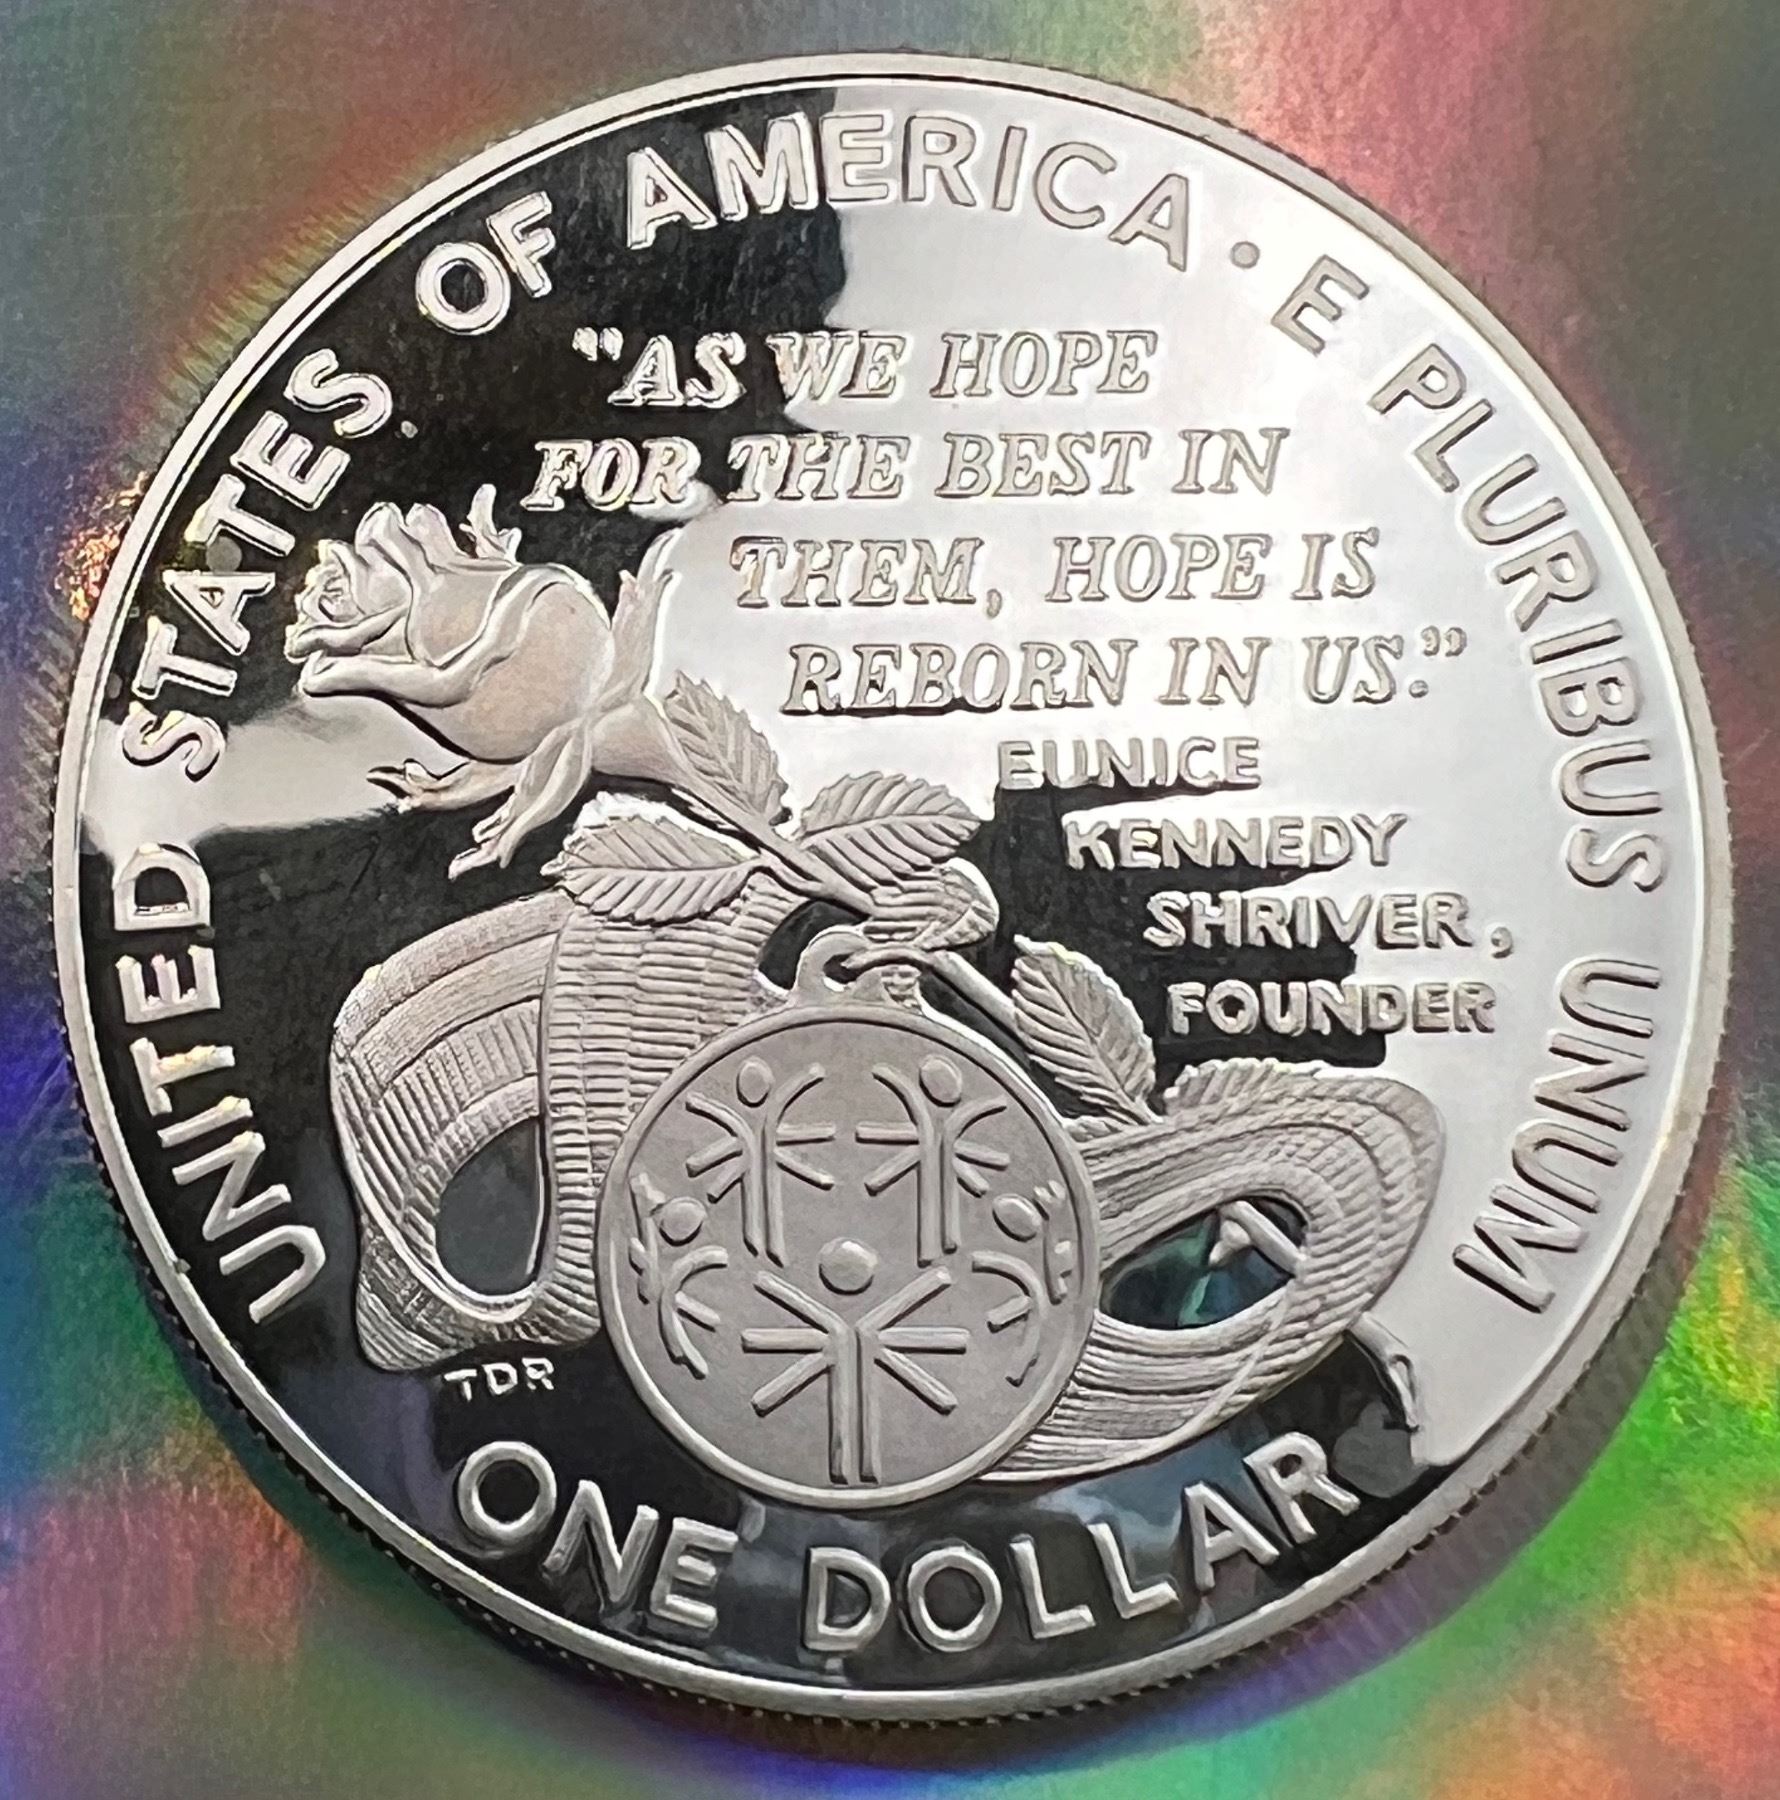 UNITED STATES OF AMERICA · E PLURIBUS UNUM
"AS WE HOPE
FOR THE BEST IN
THEM, HOPE IS
REBORN IN US."
EUNICE
KENNEDY
SHRIVER,
FOUNDER
TDR
ONE DOLLAR